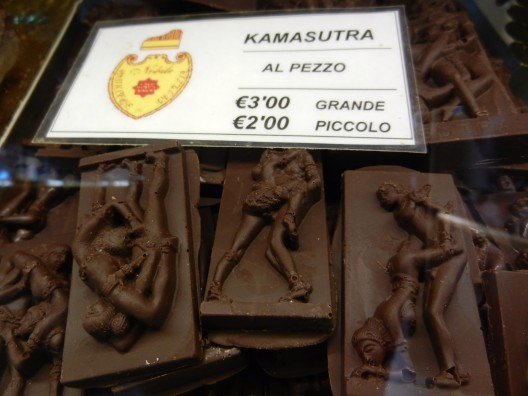 KAMASUTRA
AL PEZZO
€3'00 GRANDE
€2'00 PICCOLO